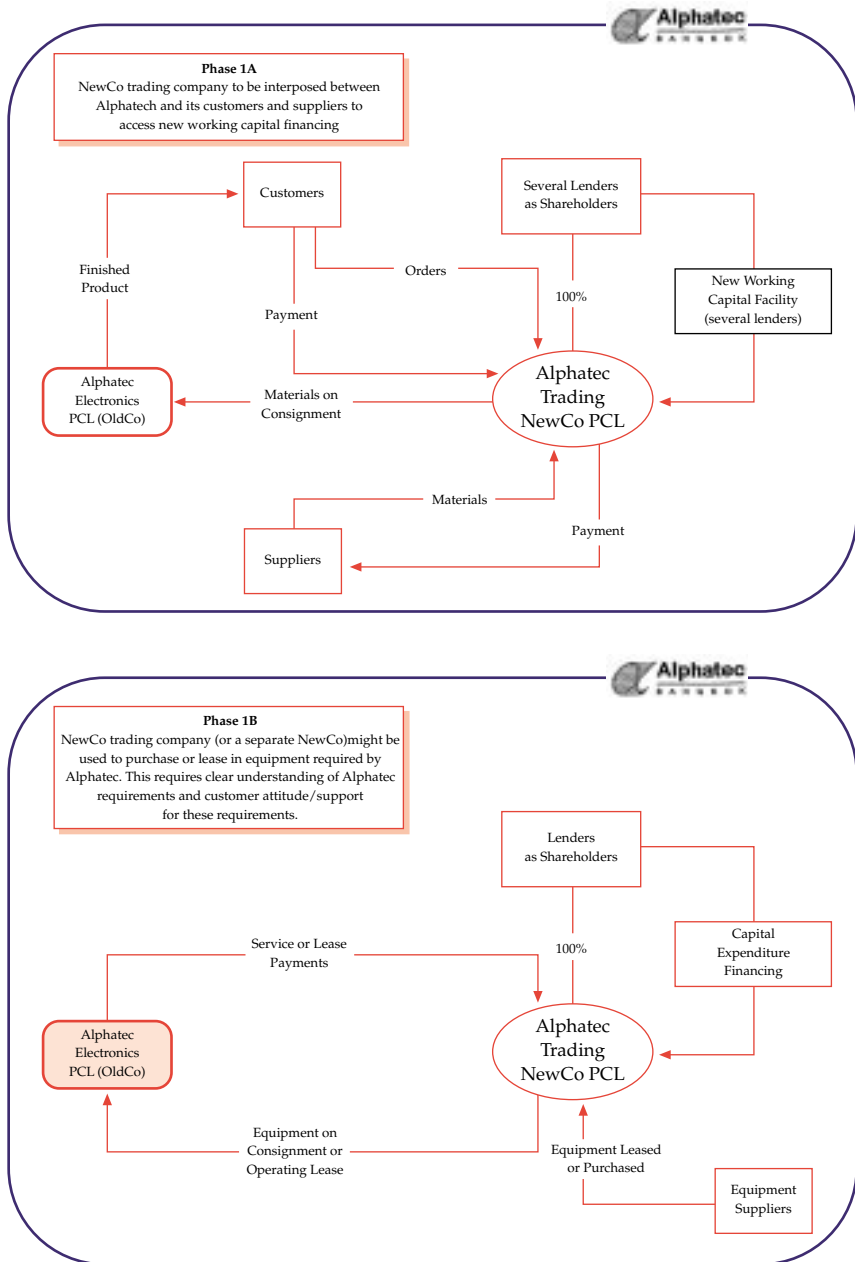 Alphatec
BANGKOK
Phase 1A
NewCo trading company to be interposed between
Alphatech and its customers and suppliers to
access new working capital financing
Customers
Several Lenders
as Shareholders
Finished
Product
Orders
100%
New Working
Capital Facility
(several lenders)
Payment
Alphatec
Electronics
PCL (OldCo)
Materials on
Consignment
Alphatec
Trading
NewCo PCL
Materials
Payment
Suppliers
Alphatec
BANGKOK
Phase 1B
NewCo trading company (or a separate NewCo)might be
used to purchase or lease in equipment required by
Alphatec. This requires clear understanding of Alphatec
requirements and customer attitude/support
for these requirements.
Lenders
as Shareholders
Service or Lease
Payments
100%
Capital
Expenditure
Financing
Alphatec
Electronics
PCL (OldCo)
Alphatec
Trading
NewCo PCL
Equipment on
Consignment or
Operating Lease
Equipment Leased
or Purchased
Equipment
Suppliers